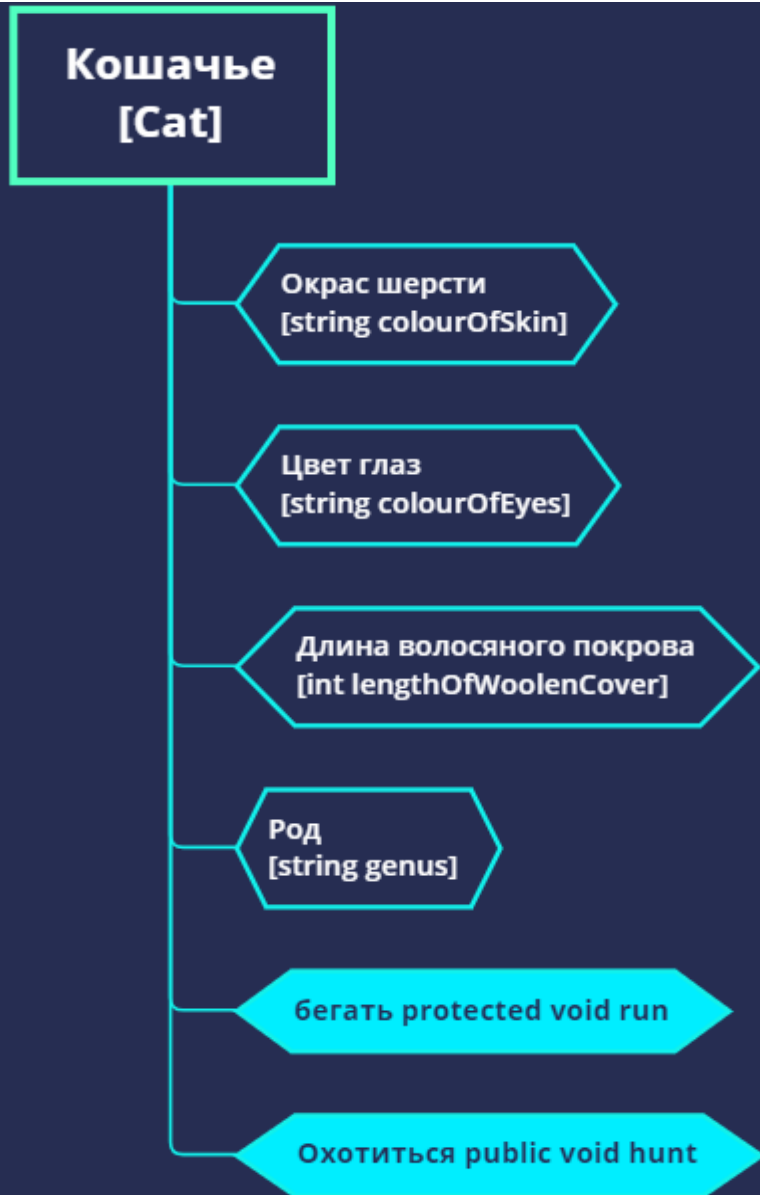 Кошачье
[Cat]
Окрас шерсти
[string colourOfSkin]
Цвет глаз
[string colourOfEyes]
Длина волосяного покрова
[int lengthOfWoolenCover]
Род
[string genus]
бегать protected void run
Охотиться public void hunt